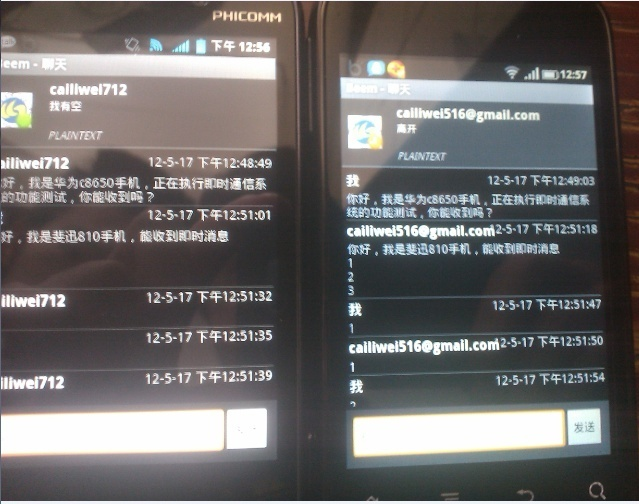 PHICOMM
下午 12:56
Beem - 聊天
cailiwei712
我有空
PLAINTEXT
ailiwei712 12-5-17 下午12:48:49
好，我是华为c8650手机，正在执行即时通信系
的功能测试，你能收到吗？
12-5-17 下午12:51:01
好，我是斐迅810手机，能收到即时消息
iliwei712 12-5-17 下午12:51:32
12-5-17 下午12:51:35
iliwei712 12-5-17 下午12:51:39
12:57
Beem - 聊天
cailiwei516@gmail.com
离开
PLAINTEXT
我 12-5-17 下午12:49:03
你好，我是华为c8650手机，正在执行即时通信系
统的功能测试，你能收到吗？
cailiwei516@gmail.com 12-5-17 下午12:51:18
你好，我是斐迅810手机，能收到即时消息
1
2
3
我 12-5-17 下午12:51:47
1
cailiwei516@gmail.com 12-5-17 下午12:51:50
1
我 12-5-17 下午12:51:54
发送